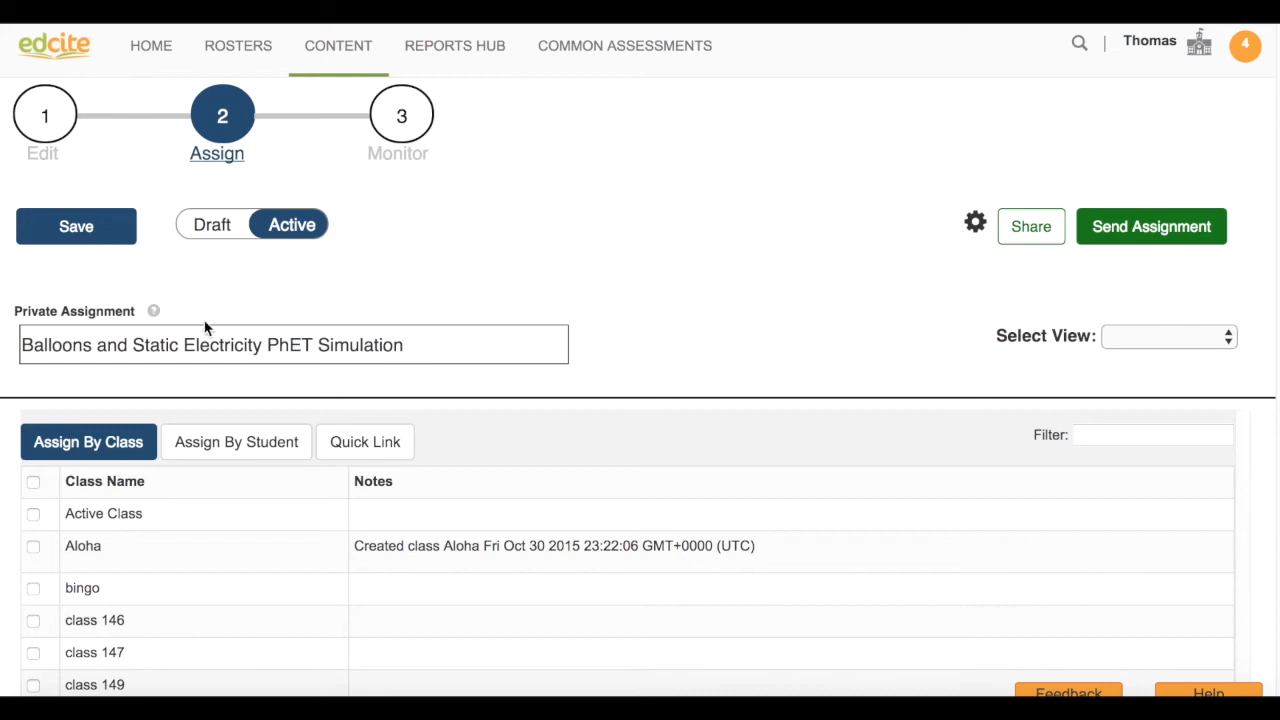 edcite HOME ROSTERS CONTENT REPORTS HUB COMMON ASSESSMENTS Thomas 4
1 2 3
Edit Assign Monitor
Save Draft Active Share Send Assignment
Private Assignment ?
Balloons and Static Electricity PhET Simulation Select View:
Assign By Class Assign By Student Quick Link Filter:
Class Name Notes
Active Class
Aloha Created class Aloha Fri Oct 30 2015 23:22:06 GMT+0000 (UTC)
bingo
class 146
class 147
class 149
Feedback Help